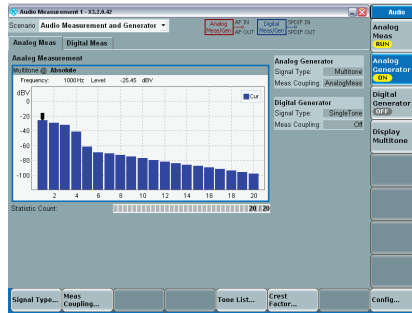 Audio Measurement 1 - X3.2.0.42
Audio
Scenario Audio Measurement and Generator
Analog Meas/Gen AF IN AF OUT
Digital Meas/Gen SPDIF IN SPDIF OUT
Analog Meas RUN
Analog Meas Digital Meas
Analog Measurement
Multitone @ Absolute
Frequency: 1000 Hz Level: -25.45 dBV
dBV
Cur
0
-20
-40
-60
-80
-100
2 4 6 8 10 12 14 16 18 20
Statistic Count: 20 / 20
Analog Generator
Signal Type: Multitone
Meas Coupling: AnalogMeas
Digital Generator
Signal Type: SingleTone
Meas Coupling: Off
Analog Generator ON
Digital Generator OFF
Display Multitone
Signal Type...
Meas Coupling...
Tone List...
Crest Factor...
Config...